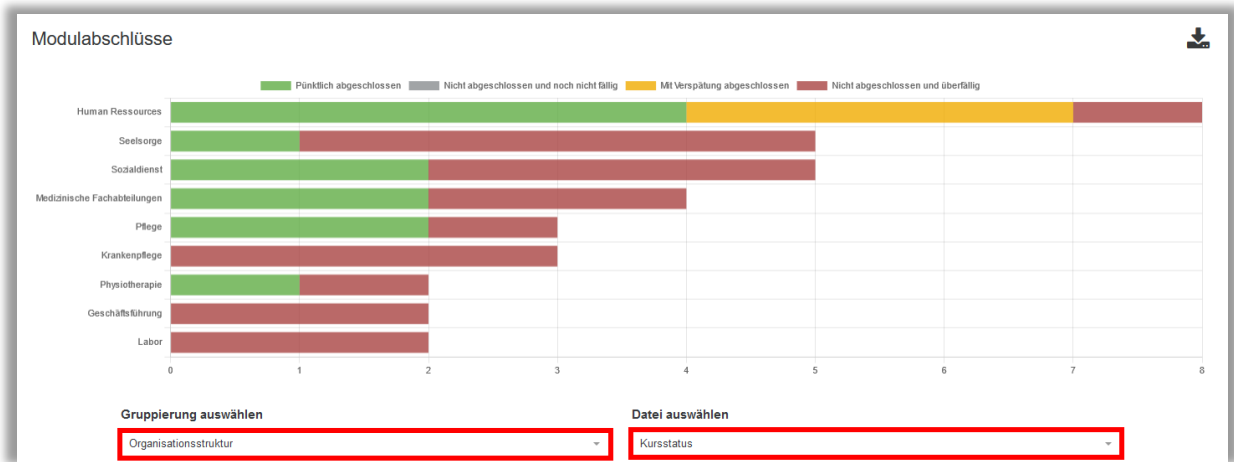 Modulabschlüsse
Pünktlich abgeschlossen Nicht abgeschlossen und noch nicht fällig Mit Verspätung abgeschlossen Nicht abgeschlossen und überfällig
Human Ressources
Seelsorge
Sozialdienst
Medizinische Fachabteilungen
Pflege
Krankenpflege
Physiotherapie
Geschäftsführung
Labor
0 1 2 3 4 5 6 7 8
Gruppierung auswählen Datei auswählen
Organisationsstruktur Kursstatus